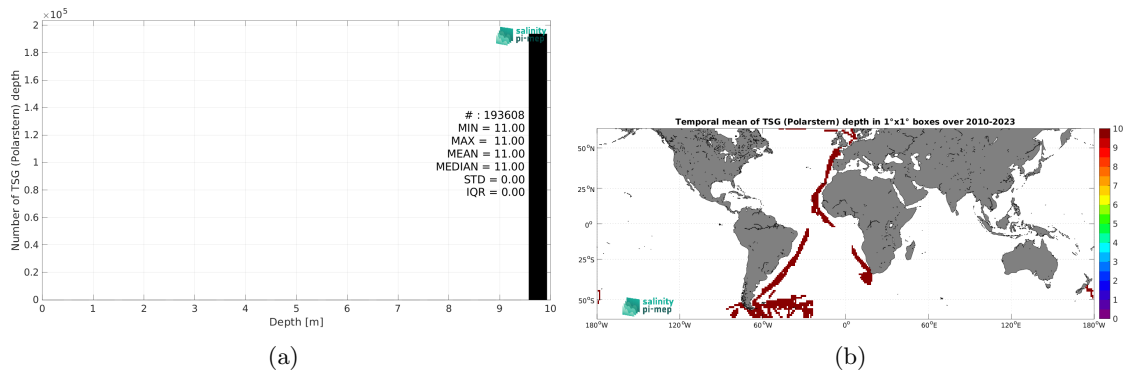 2
×10⁵
1.8
1.6
1.4
1.2
1
0.8
0.6
0.4
0.2
0
Number of TSG (Polarstern) depth
salinity
pi-mep
# : 193608
MIN = 11.00
MAX = 11.00
MEAN = 11.00
MEDIAN = 11.00
STD = 0.00
IQR = 0.00
0 1 2 3 4 5 6 7 8 9 10
Depth [m]
(a)
Temporal mean of TSG (Polarstern) depth in 1°x1° boxes over 2010-2023
50°N
25°N
0°
25°S
50°S
salinity
pi-mep
180°W 120°W 60°W 0° 60°E 120°E 180°W
10
9
8
7
6
5
4
3
2
1
0
(b)